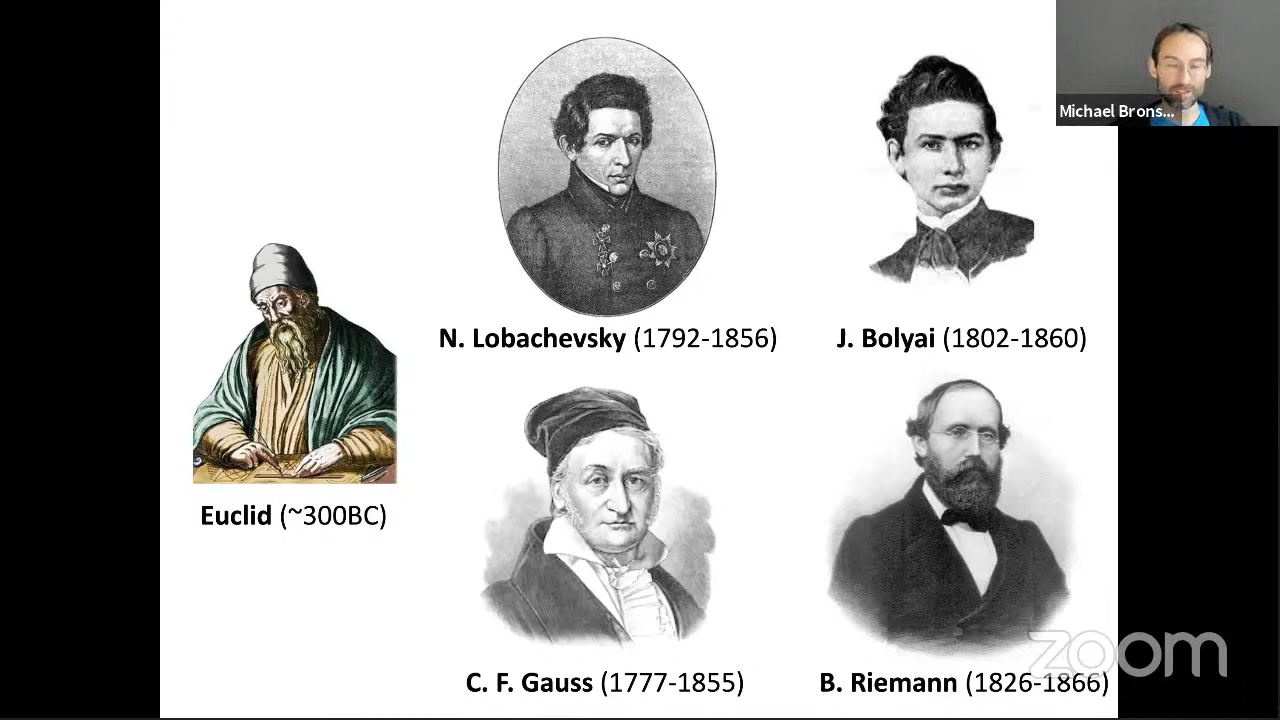 Michael Brons...
N. Lobachevsky (1792-1856)
J. Bolyai (1802-1860)
Euclid (~300BC)
C. F. Gauss (1777-1855)
B. Riemann (1826-1866)
zoom